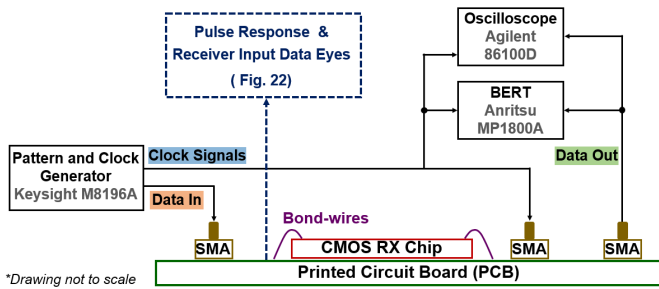 Pulse Response &
Receiver Input Data Eyes
( Fig. 22)
Oscilloscope
Agilent
86100D
BERT
Anritsu
MP1800A
Pattern and Clock
Generator
Keysight M8196A
Clock Signals
Data In
Data Out
Bond-wires
SMA
CMOS RX Chip
SMA
SMA
Printed Circuit Board (PCB)
*Drawing not to scale